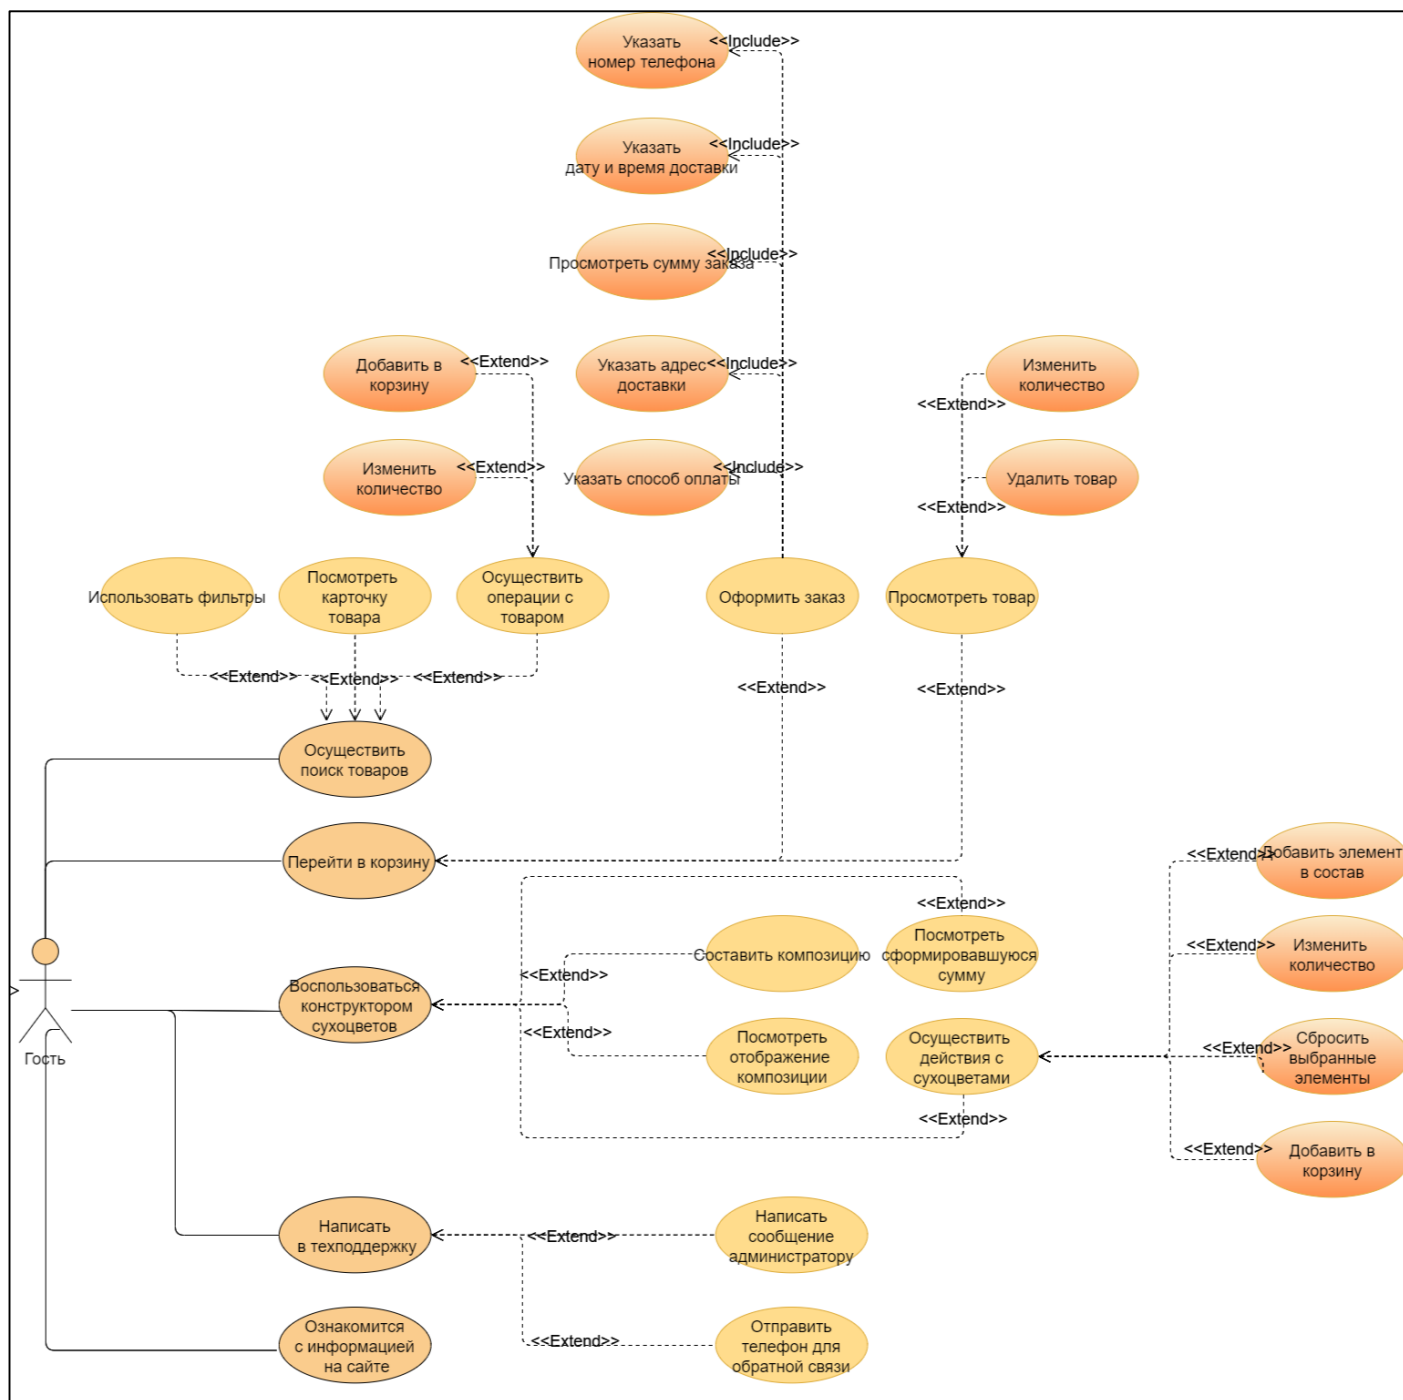 Указать
номер телефона
<<Include>>
Указать
дату и время доставки
<<Include>>
Просмотреть сумму заказа
<<Include>>
Добавить в
корзину
<<Extend>>
Указать адрес
доставки
<<Include>>
Изменить
количество
<<Extend>>
Изменить
количество
<<Extend>>
Указать способ оплаты
<<Include>>
Удалить товар
<<Extend>>
Использовать фильтры
Посмотреть
карточку
товара
Осуществить
операции с
товаром
Оформить заказ
Просмотреть товар
<<Extend>>
<<Extend>>
<<Extend>>
<<Extend>>
<<Extend>>
Осуществить
поиск товаров
Перейти в корзину
<<Extend>>
Добавить элемент
в состав
<<Extend>>
Воспользоваться
конструктором
сухоцветов
<<Extend>>
Составить композицию
Посмотреть
сформировавшуюся
сумму
<<Extend>>
Изменить
количество
Гость
<<Extend>>
Посмотреть
отображение
композиции
Осуществить
действия с
сухоцветами
<<Extend>>
Сбросить
выбранные
элементы
<<Extend>>
<<Extend>>
Добавить в
корзину
Написать
в техподдержку
<<Extend>>
Написать
сообщение
администратору
Ознакомится
с информацией
на сайте
<<Extend>>
Отправить
телефон для
обратной связи